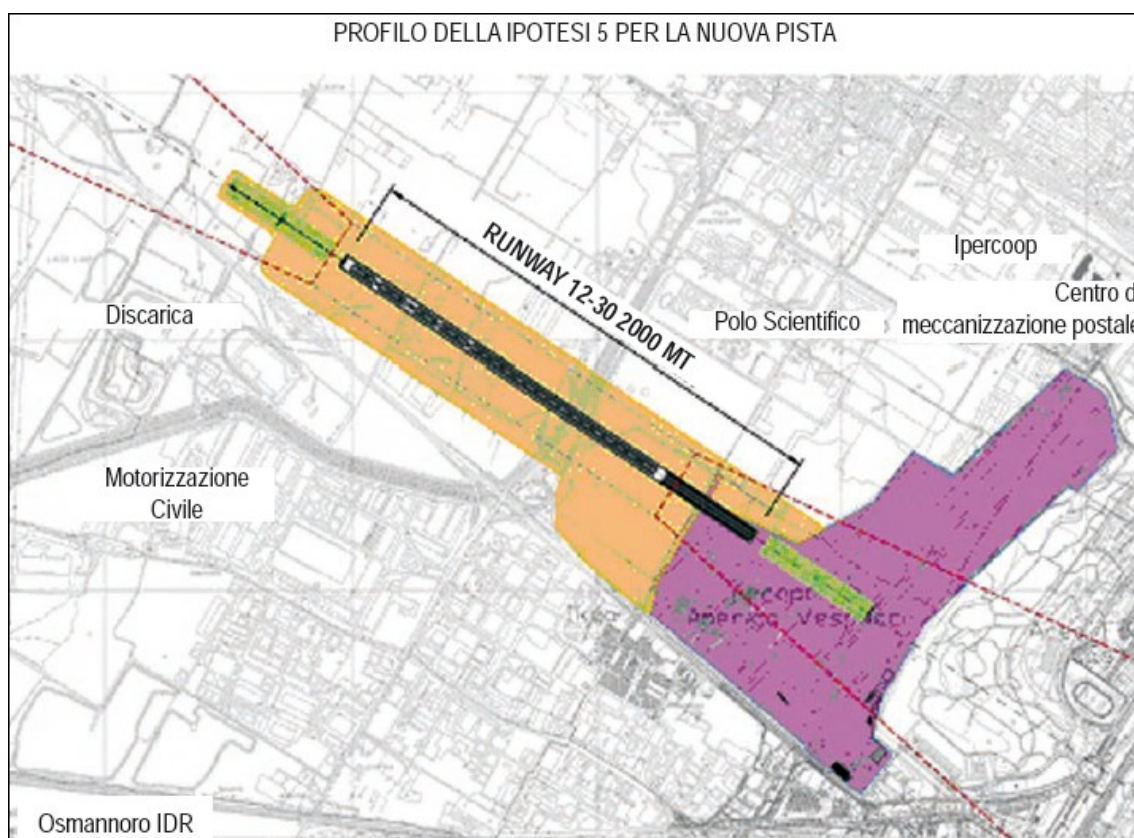 PROFILO DELLA IPOTESI 5 PER LA NUOVA PISTA
RUNWAY 12-30 2000 MT
Ipercoop
Centro d
Discarica
Polo Scientifico
meccanizzazione postale
Motorizzazione
Civile
Osmannoro IDR